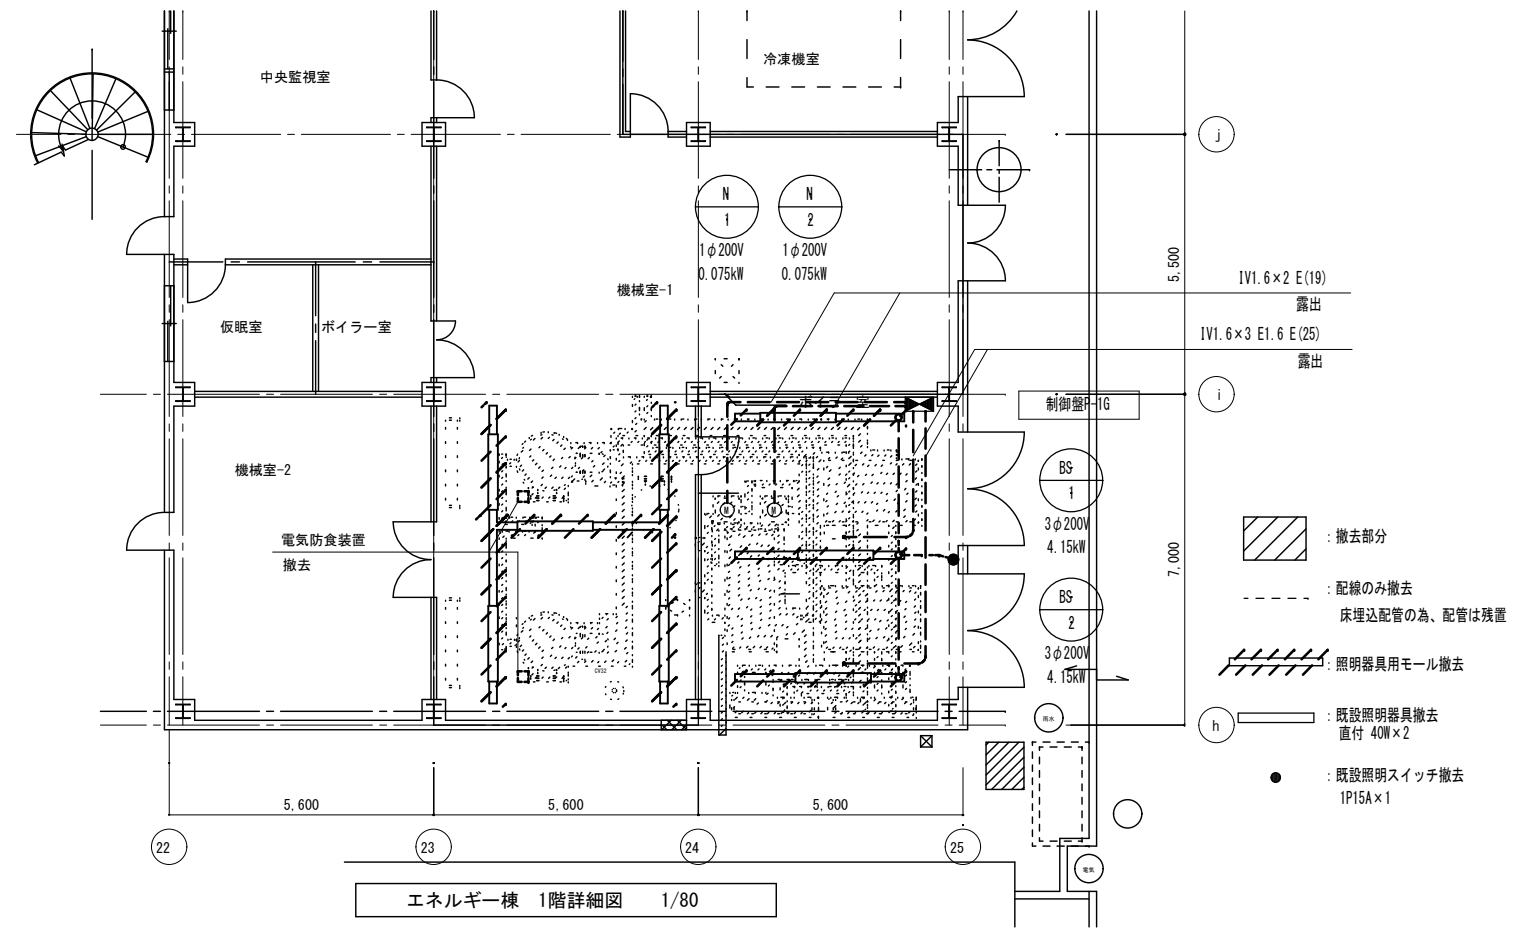 中央監視室
冷凍機室
j
N
1
1φ200V
0.075kW
N
2
1φ200V
0.075kW
5,500
機械室-1
IV1.6×2 E(19)
露出
仮眠室
ボイラー室
IV1.6×3 E1.6 E(25)
露出
i
制御盤P-1G
機械室-2
BS
1
3φ200V
4.15kW
M
M
電気防食装置
撤去
7,000
BS
2
3φ200V
4.15kW
CV32
：撤去部分
：配線のみ撤去
床埋込配管の為、配管は残置
：照明器具用モール撤去
：既設照明器具撤去
直付 40W×2
：既設照明スイッチ撤去
1P15A×1
雨水
h
5,600
5,600
5,600
22
23
24
25
電気
エネルギー棟 1階詳細図 1/80